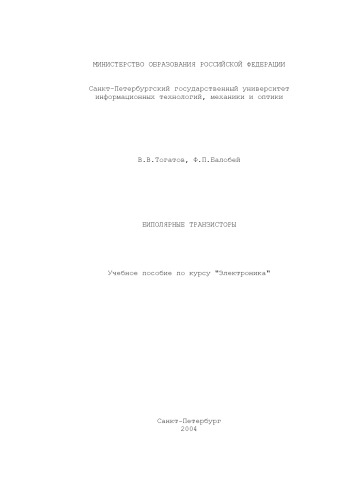 МИНИСТЕРСТВО ОБРАЗОВАНИЯ РОССИЙСКОЙ ФЕДЕРАЦИИ
Санкт-Петербургский государственный университет
информационных технологий, механики и оптики
В.В.Тогатов, Ф.П.Балобей
БИПОЛЯРНЫЕ ТРАНЗИСТОРЫ
Учебное пособие по курсу "Электроника"
Санкт-Петербург
2004